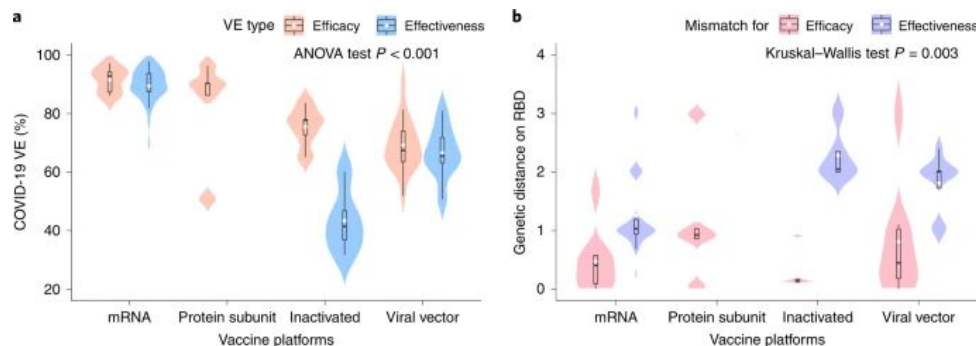 a
VE type Efficacy Effectiveness
ANOVA test P < 0.001
COVID-19 VE (%)
100
80
60
40
20
mRNA Protein subunit Inactivated Viral vector
Vaccine platforms
b
Mismatch for Efficacy Effectiveness
Kruskal–Wallis test P = 0.003
Genetic distance on RBD
4
3
2
1
0
mRNA Protein subunit Inactivated Viral vector
Vaccine platforms